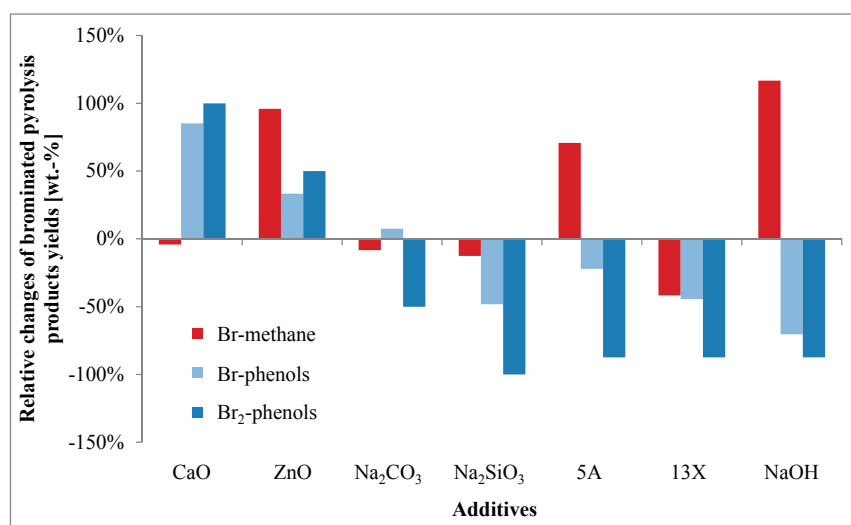 Relative changes of brominated pyrolysis
products yields [wt.-%]
150%
100%
50%
0%
-50%
-100%
-150%
Br-methane
Br-phenols
Br₂-phenols
CaO ZnO Na₂CO₃ Na₂SiO₃ 5A 13X NaOH
Additives